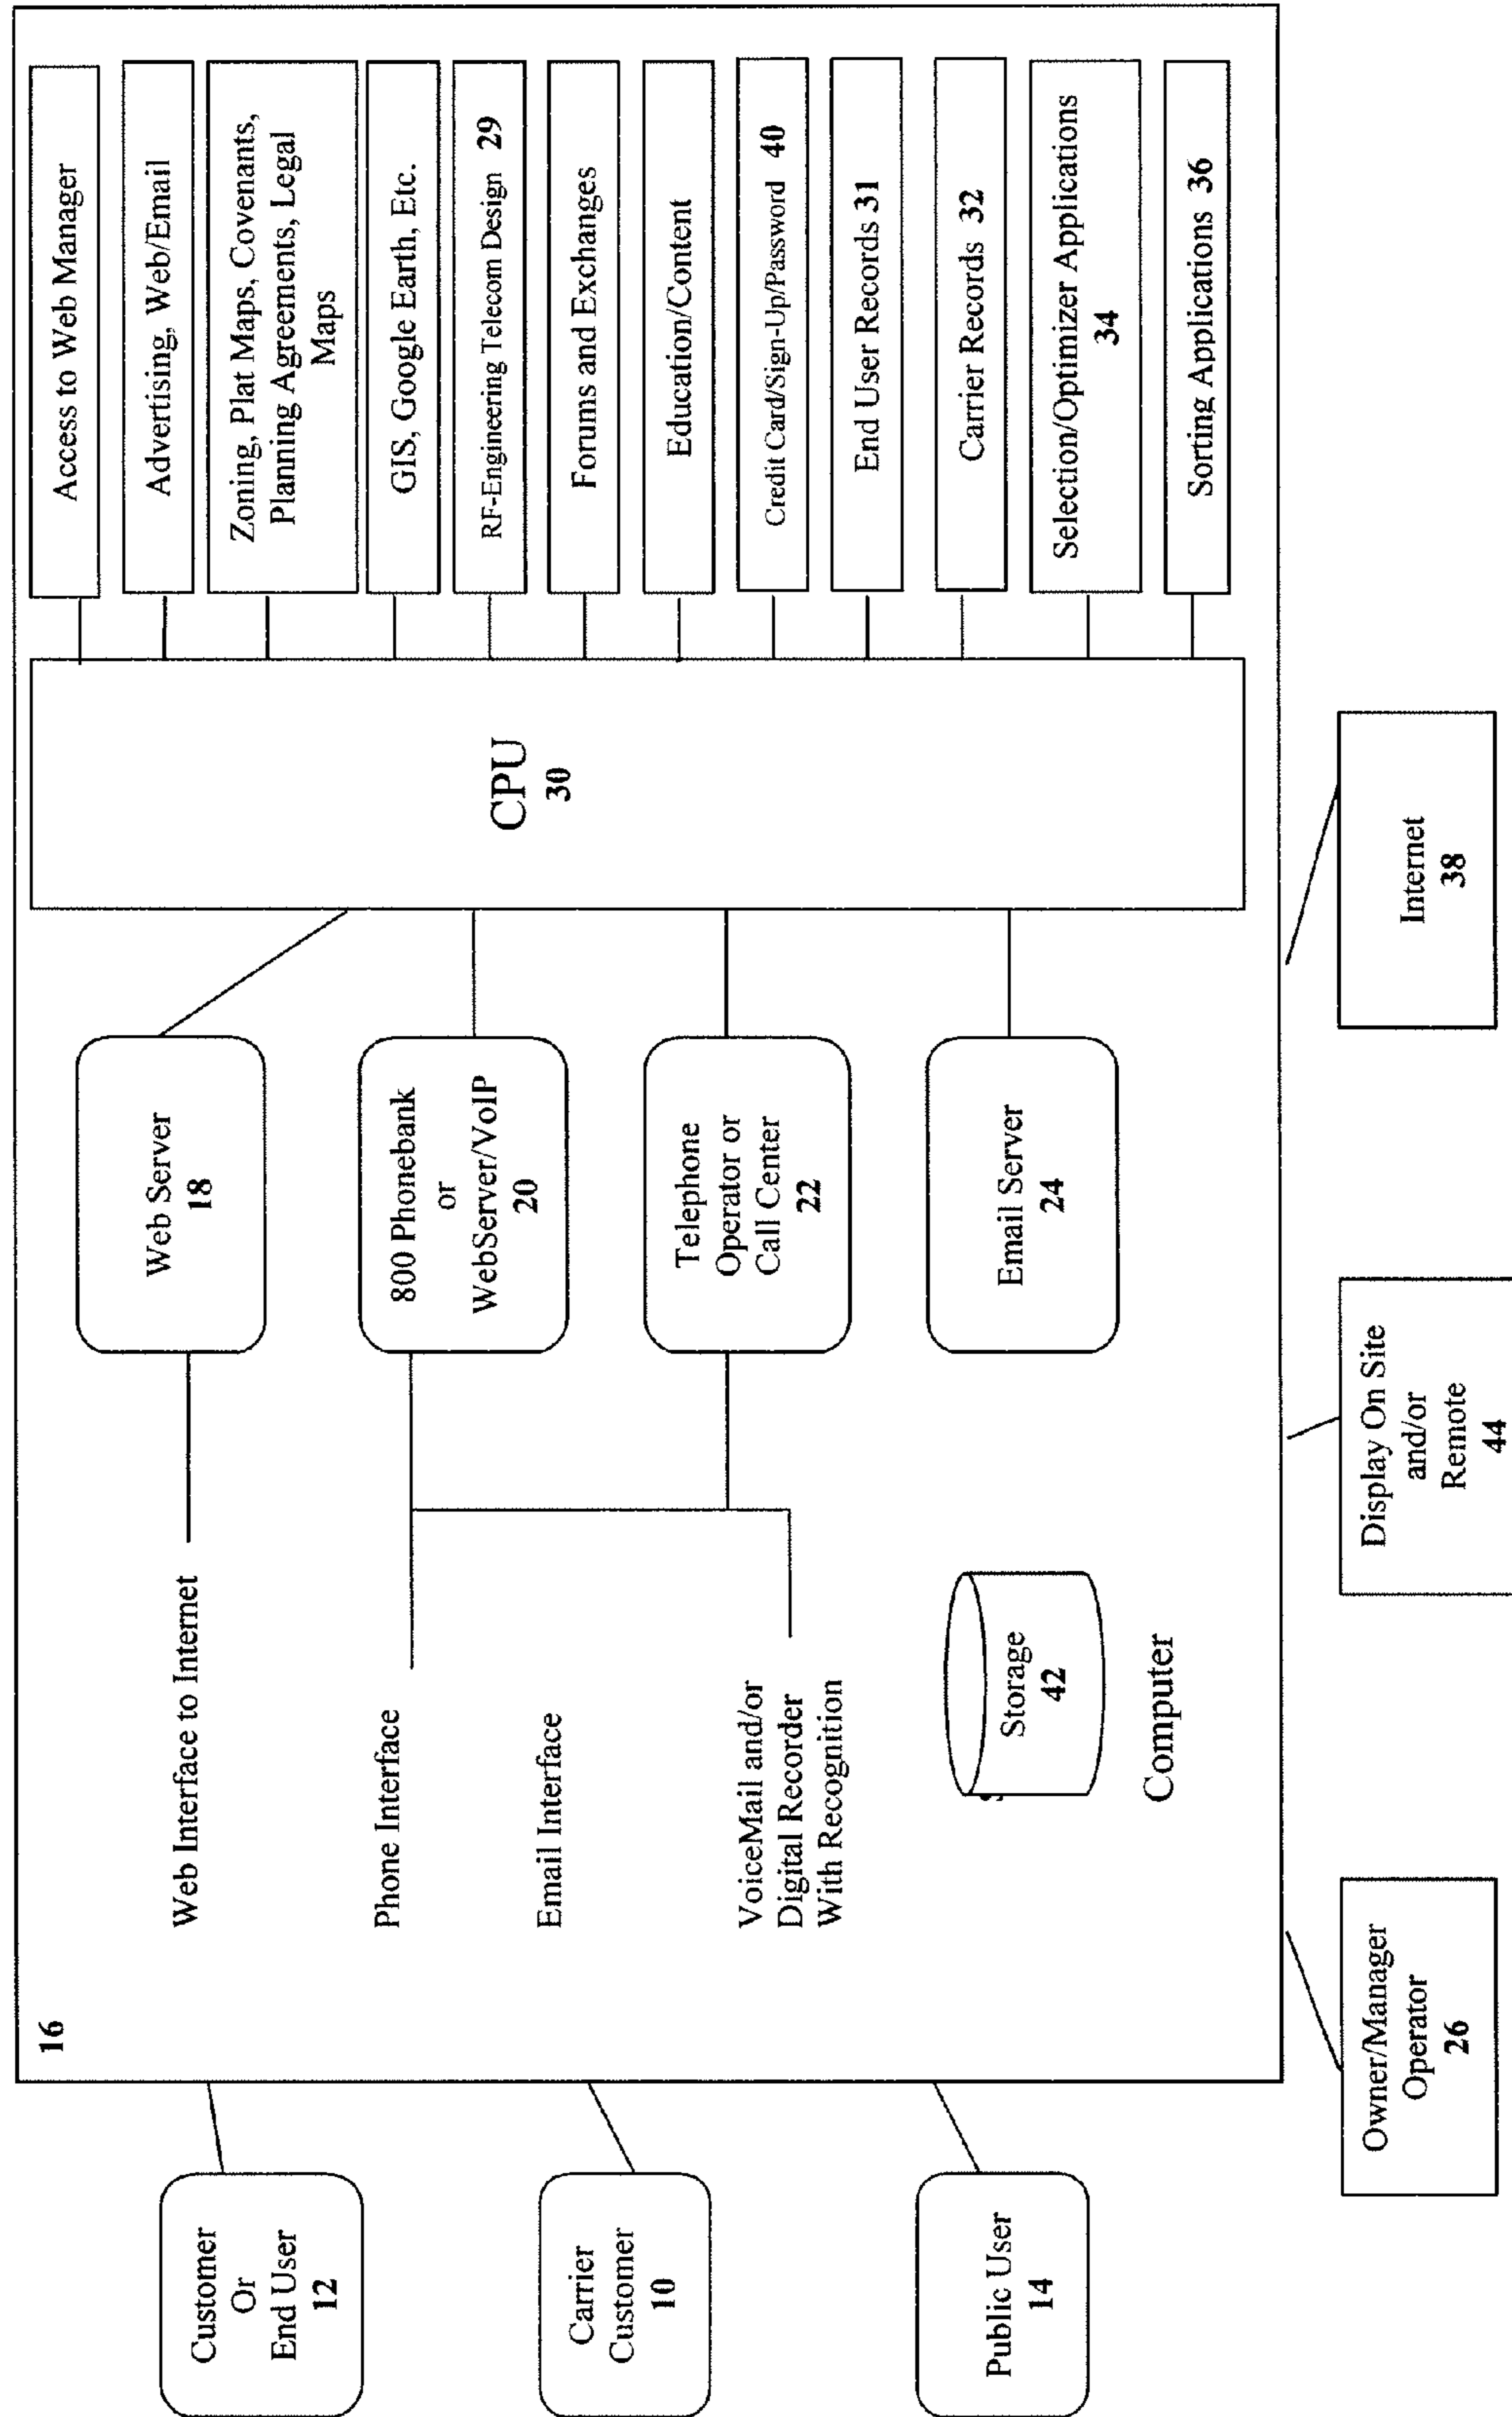 16
Customer
Or
End User
12
Carrier
Customer
10
Public User
14
Web Interface to Internet
Phone Interface
Email Interface
VoiceMail and/or
Digital Recorder
With Recognition
Storage
42
Computer
Web Server
18
800 Phonebank
or
WebServer/VoIP
20
Telephone
Operator or
Call Center
22
Email Server
24
CPU
30
Access to Web Manager
Advertising, Web/Email
Zoning, Plat Maps, Covenants,
Planning Agreements, Legal
Maps
GIS, Google Earth, Etc.
RF-Engineering Telecom Design 29
Forums and Exchanges
Education/Content
Credit Card/Sign-Up/Password 40
End User Records 31
Carrier Records 32
Selection/Optimizer Applications
34
Sorting Applications 36
Owner/Manager
Operator
26
Display On Site
and/or
Remote
44
Internet
38